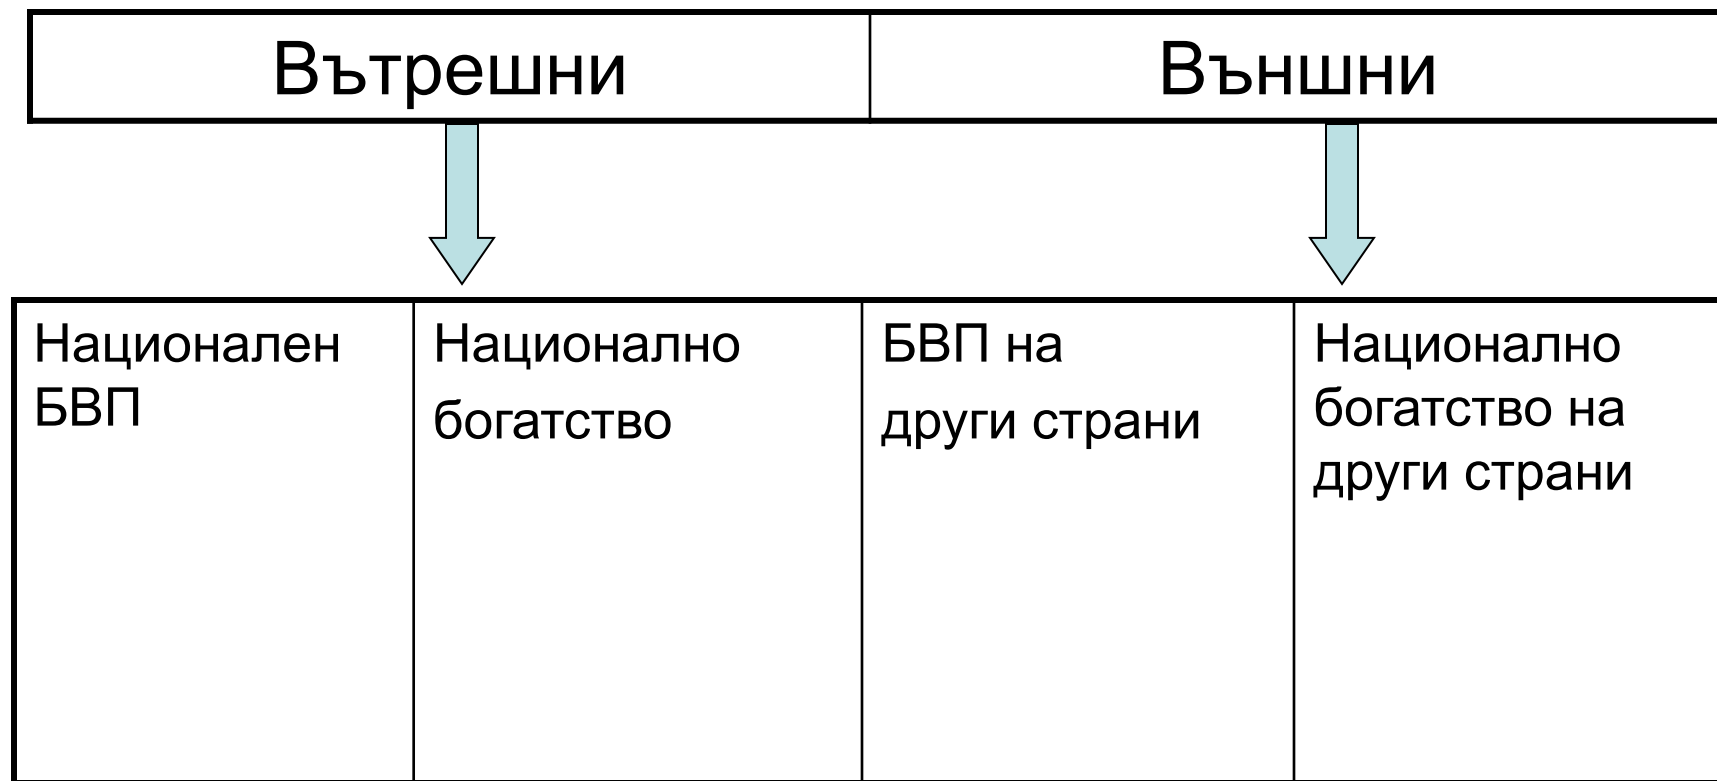 Вътрешни
Външни
Национален
БВП
Национално
богатство
БВП на
други страни
Национално
богатство на
други страни